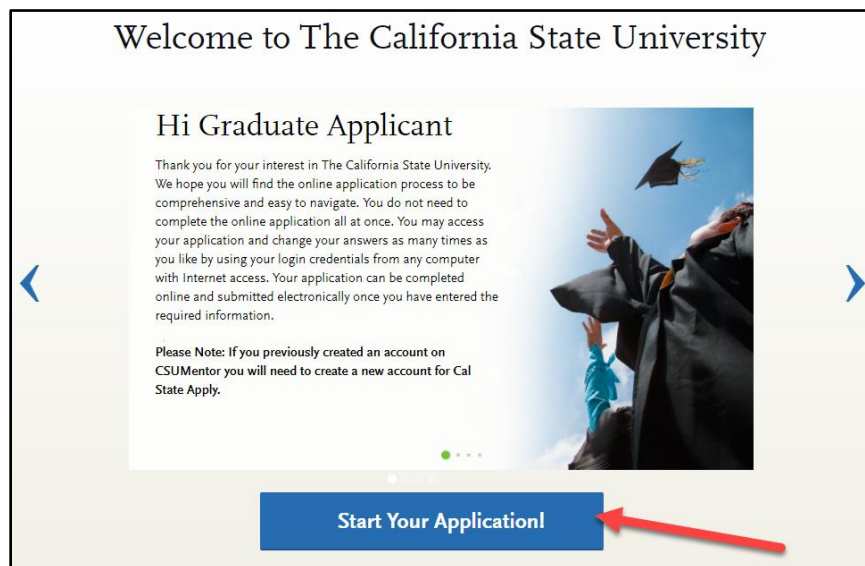 Welcome to The California State University
Hi Graduate Applicant
Thank you for your interest in The California State University.
We hope you will find the online application process to be
comprehensive and easy to navigate. You do not need to
complete the online application all at once. You may access
your application and change your answers as many times as
you like by using your login credentials from any computer
with Internet access. Your application can be completed
online and submitted electronically once you have entered the
required information.
Please Note: If you previously created an account on
CSUMentor you will need to create a new account for Cal
State Apply.
Start Your Application!